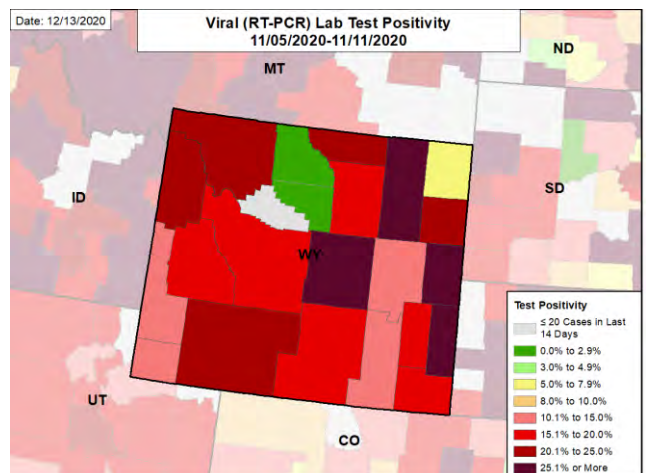 Date: 12/13/2020
Viral (RT-PCR) Lab Test Positivity
11/05/2020-11/11/2020
ND
MT
ID
SD
WY
UT
CO
Test Positivity
≤ 20 Cases in Last
14 Days
0.0% to 2.9%
3.0% to 4.9%
5.0% to 7.9%
8.0% to 10.0%
10.1% to 15.0%
15.1% to 20.0%
20.1% to 25.0%
25.1% or More